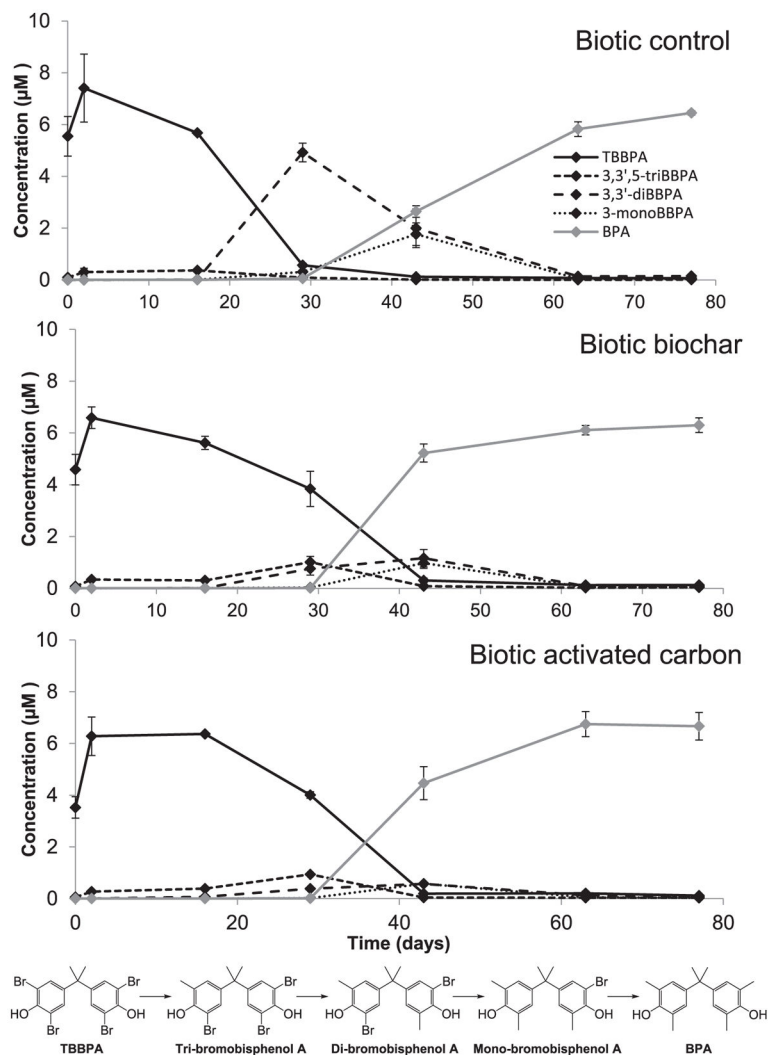 Biotic control
Concentration (µM)
10
8
6
4
2
0
0 10 20 30 40 50 60 70 80
TBBPA
3,3',5-triBBPA
3,3'-diBBPA
3-monoBBPA
BPA
Biotic biochar
Concentration (µM )
10
8
6
4
2
0
0 10 20 30 40 50 60 70 80
Biotic activated carbon
Concentration (µM )
10
8
6
4
2
0
0 20 40 60 80
Time (days)
Br Br Br Br Br
HO OH HO OH HO OH HO OH HO OH
Br Br Br Br Br
TBBPA Tri-bromobisphenol A Di-bromobisphenol A Mono-bromobisphenol A BPA